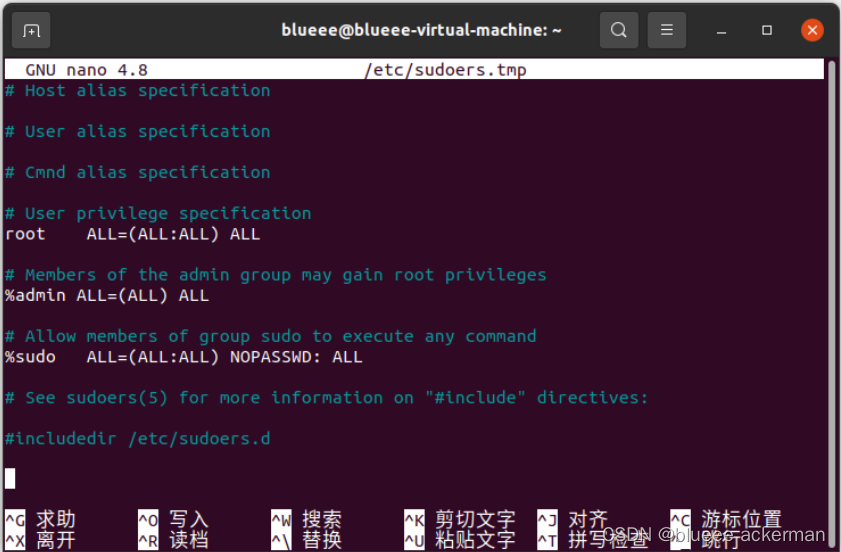 blueee@blueee-virtual-machine: ~
GNU nano 4.8 /etc/sudoers.tmp
# Host alias specification
# User alias specification
# Cmnd alias specification
# User privilege specification
root ALL=(ALL:ALL) ALL
# Members of the admin group may gain root privileges
%admin ALL=(ALL) ALL
# Allow members of group sudo to execute any command
%sudo ALL=(ALL:ALL) NOPASSWD: ALL
# See sudoers(5) for more information on "#include" directives:
#includedir /etc/sudoers.d
^G 求助 ^O 写入 ^W 搜索 ^K 剪切文字 ^J 对齐 ^C 游标位置
^X 离开 ^R 读档 ^\ 替换 ^U 粘贴文字 ^T 拼写检查 ^_ 跳行
CSDN @blueee-ackerman